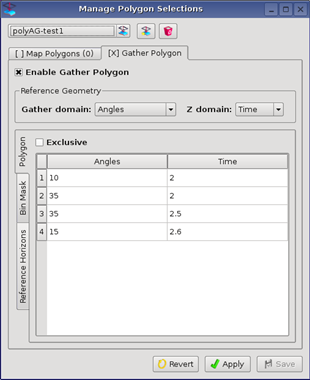 Manage Polygon Selections
polyAG-test1
[ ] Map Polygons (0) [X] Gather Polygon
Enable Gather Polygon
Reference Geometry
Gather domain: Angles Z domain: Time
Polygon
Bin Mask
Reference Horizons
Exclusive
Angles Time
1 10 2
2 35 2
3 35 2.5
4 15 2.6
Revert Apply Save